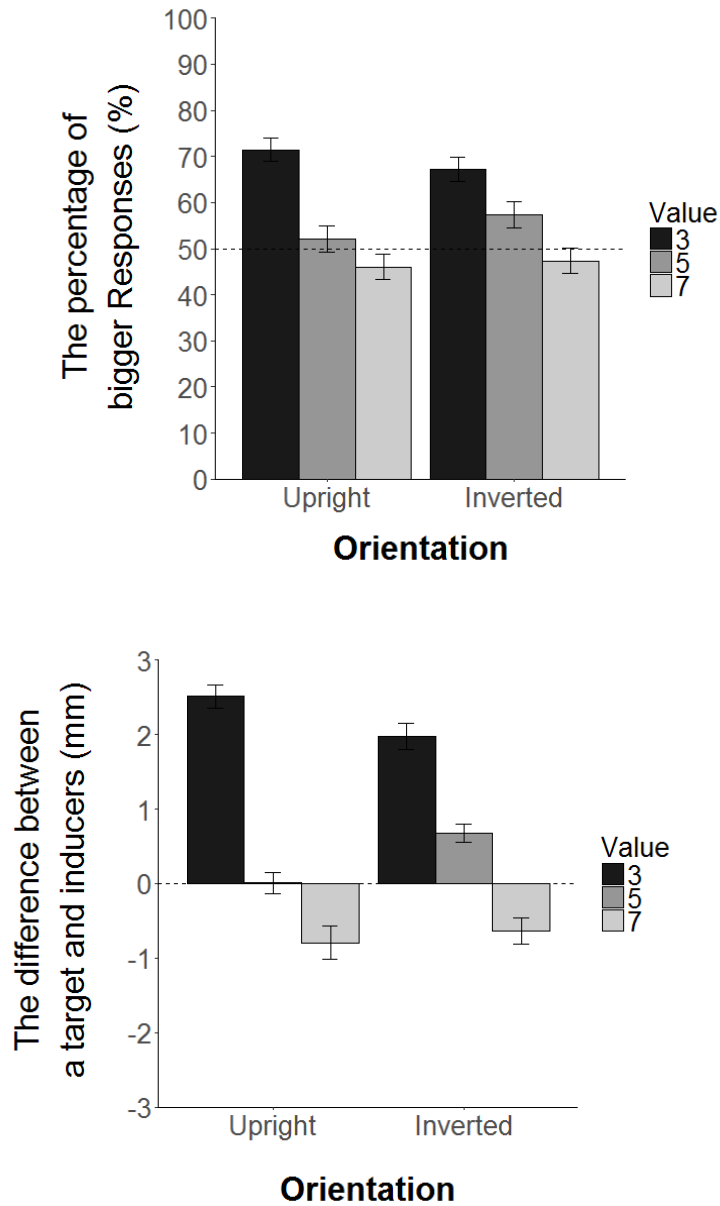 The percentage of
bigger Responses (%)
100
90
80
70
60
50
40
30
20
10
0
Upright
Inverted
Orientation
Value
3
5
7
The difference between
a target and inducers (mm)
3
2
1
0
-1
-2
-3
Upright
Inverted
Orientation
Value
3
5
7